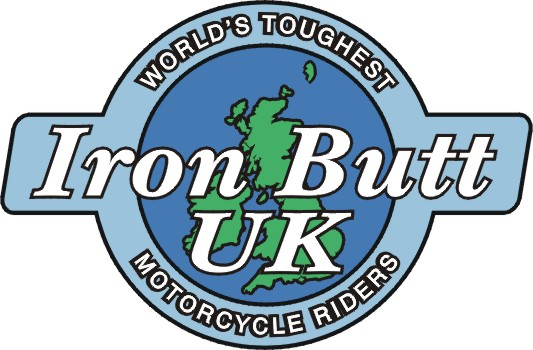 WORLD'S TOUGHEST
Iron Butt
UK
MOTORCYCLE RIDERS